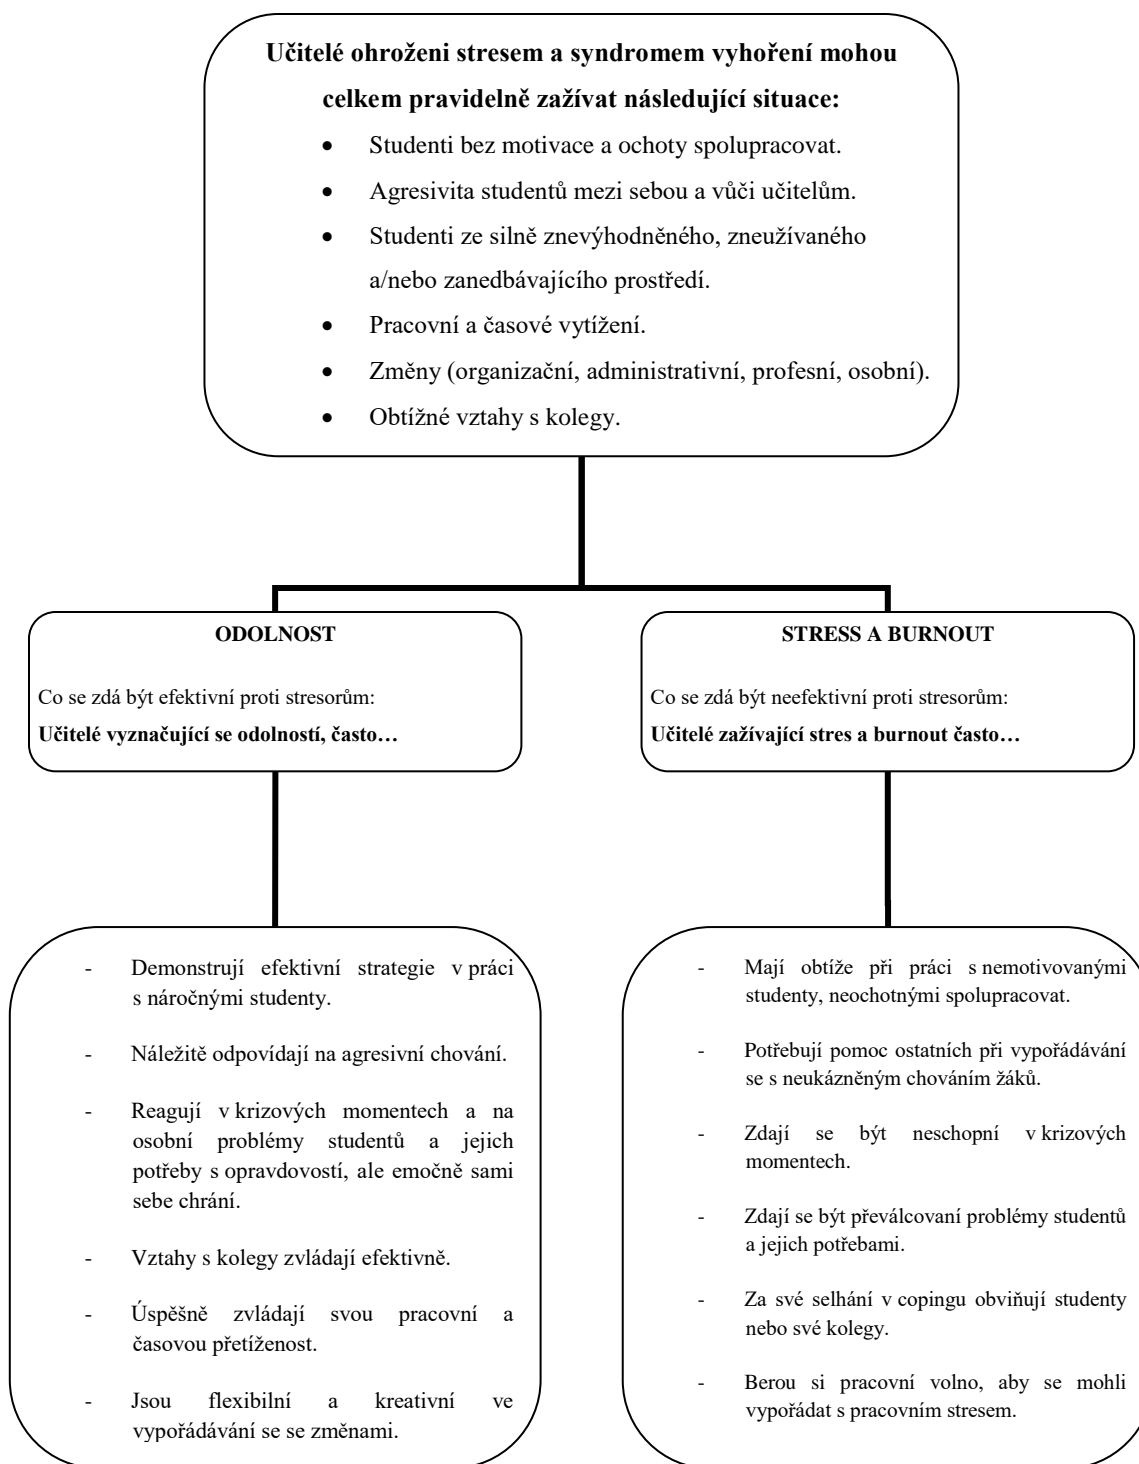 Učitelé ohroženi stresem a syndromem vyhoření mohou
celkem pravidelně zažívat následující situace:
• Studenti bez motivace a ochoty spolupracovat.
• Agresivita studentů mezi sebou a vůči učitelům.
• Studenti ze silně znevýhodněného, zneužívaného
a/nebo zanedbávajícího prostředí.
• Pracovní a časové vytížení.
• Změny (organizační, administrativní, profesní, osobní).
• Obtížné vztahy s kolegy.
ODOLNOST
Co se zdá být efektivní proti stresorům:
Učitelé vyznačující se odolností, často…
STRESS A BURNOUT
Co se zdá být neefektivní proti stresorům:
Učitelé zažívající stres a burnout často…
- Demonstrují efektivní strategie v práci
s náročnými studenty.
- Náležitě odpovídají na agresivní chování.
- Reagují v krizových momentech a na
osobní problémy studentů a jejich
potřeby s opravdovostí, ale emočně sami
sebe chrání.
- Vztahy s kolegy zvládají efektivně.
- Úspěšně zvládají svou pracovní a
časovou přetíženost.
- Jsou flexibilní a kreativní ve
vypořádávání se se změnami.
- Mají obtíže při práci s nemotivovanými
studenty, neochotnými spolupracovat.
- Potřebují pomoc ostatních při vypořádávání
se s neukázněným chováním žáků.
- Zdají se být neschopní v krizových
momentech.
- Zdají se být převálcovaní problémy studentů
a jejich potřebami.
- Za své selhání v copingu obviňují studenty
nebo své kolegy.
- Berou si pracovní volno, aby se mohli
vypořádat s pracovním stresem.